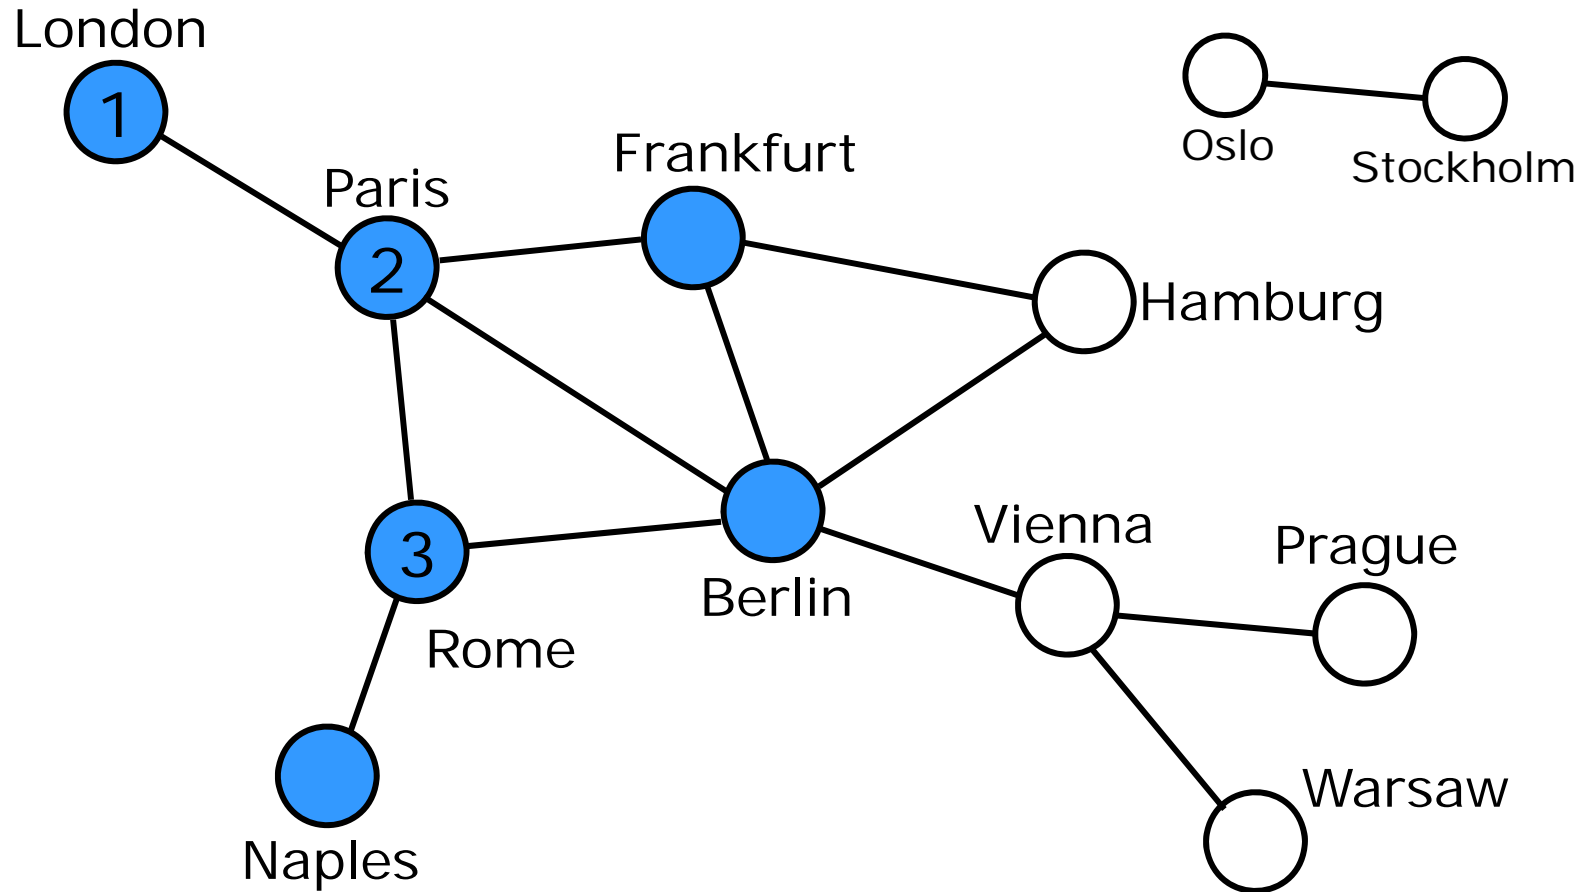 London
1
Oslo
Stockholm
Frankfurt
Paris
2
Hamburg
3
Rome
Berlin
Vienna
Prague
Naples
Warsaw